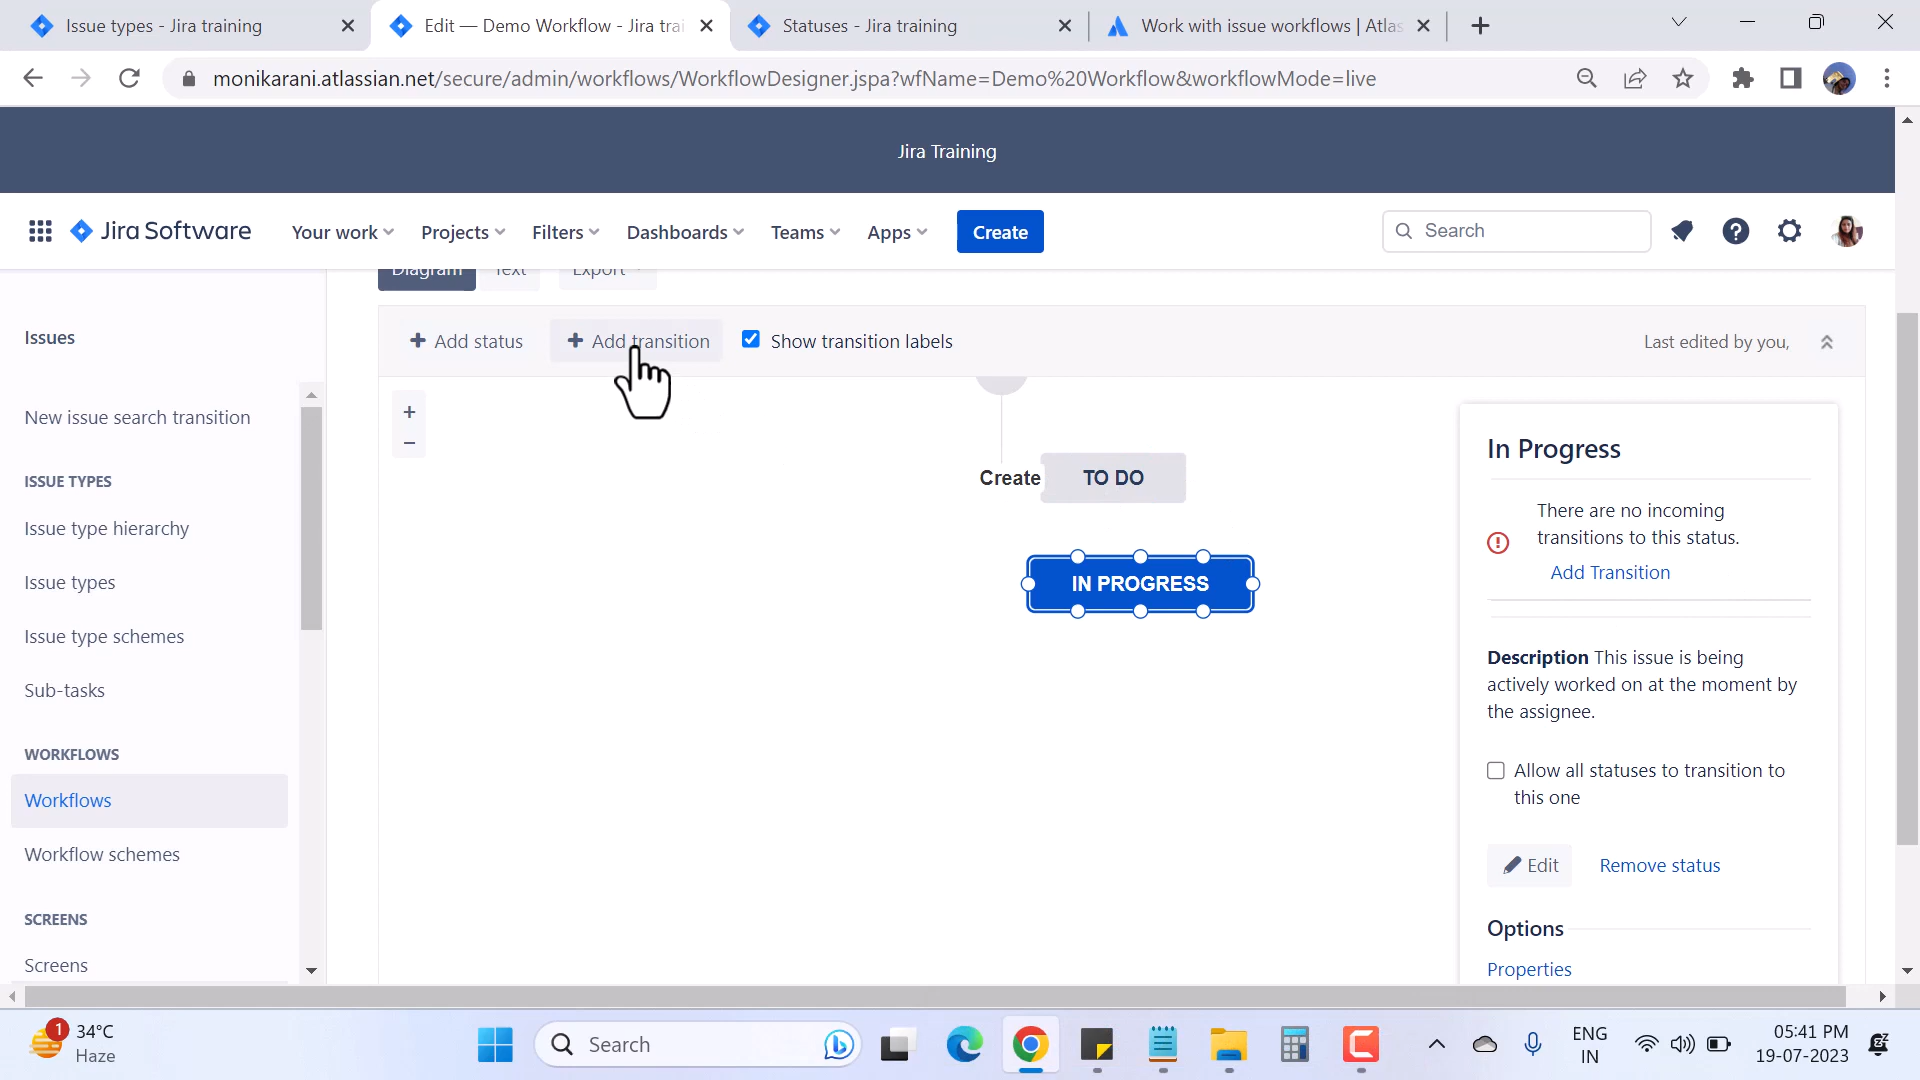 Issue types - Jira training
Edit — Demo Workflow - Jira trai
Statuses - Jira training
Work with issue workflows | Atlas
monikarani.atlassian.net/secure/admin/workflows/WorkflowDesigner.jspa?wfName=Demo%20Workflow&workflowMode=live
Jira Training
Jira Software
Your work
Projects
Filters
Dashboards
Teams
Apps
Create
Search
Diagram
Text
Export
Issues
New issue search transition
ISSUE TYPES
Issue type hierarchy
Issue types
Issue type schemes
Sub-tasks
WORKFLOWS
Workflows
Workflow schemes
SCREENS
Screens
Add status
Add transition
Show transition labels
Last edited by you,
+
−
Create
TO DO
IN PROGRESS
In Progress
There are no incoming
transitions to this status.
Add Transition
Description This issue is being
actively worked on at the moment by
the assignee.
Allow all statuses to transition to
this one
Edit
Remove status
Options
Properties
1
34°C
Haze
Search
ENG
IN
05:41 PM
19-07-2023